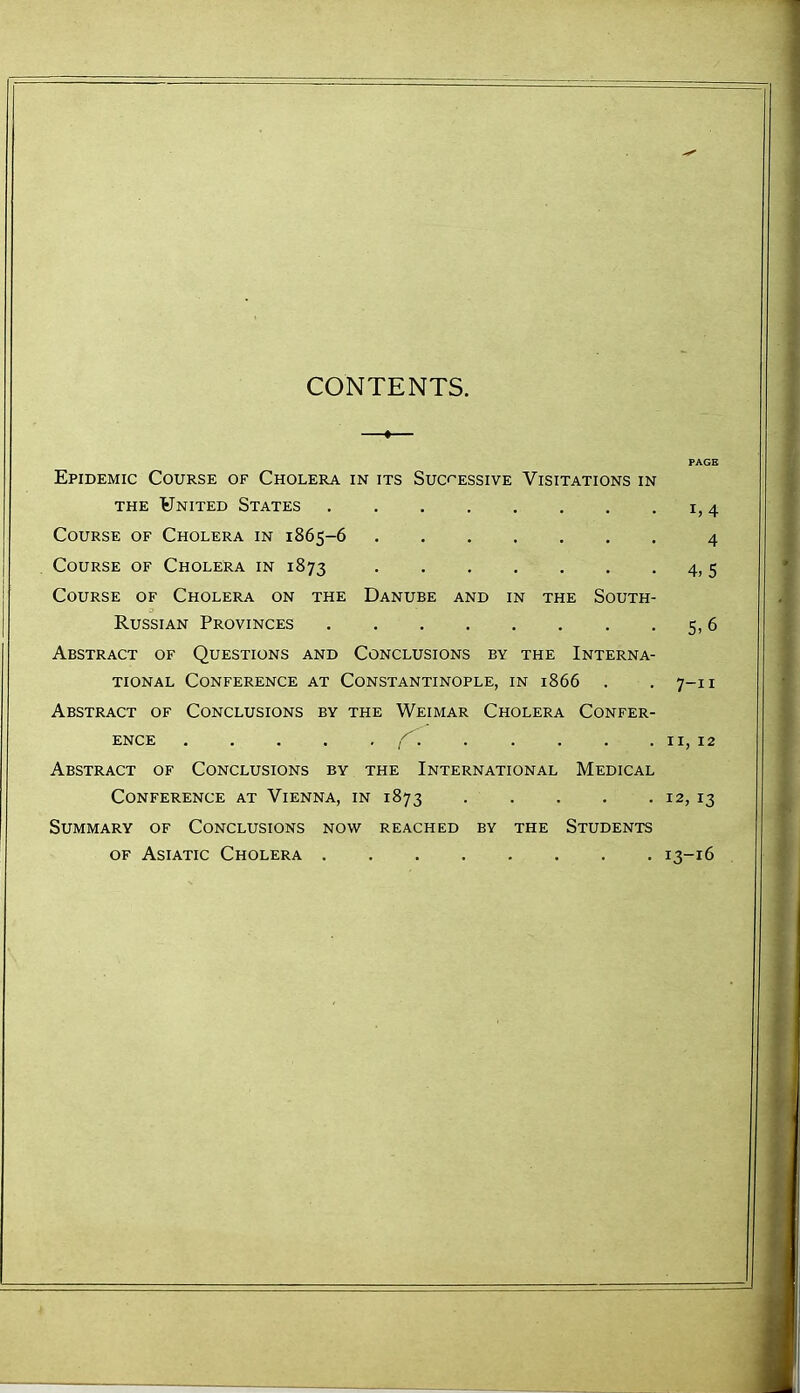 CONTENTS.
PAGE
EPIDEMIC COURSE OF CHOLERA IN ITS SUCCESSIVE VISITATIONS IN
THE UNITED STATES . . . . . . . . 1, 4
COURSE OF CHOLERA IN 1865-6 . . . . . . . 4
COURSE OF CHOLERA IN 1873 . . . . . . . 4, 5
COURSE OF CHOLERA ON THE DANUBE AND IN THE SOUTH-
RUSSIAN PROVINCES . . . . . . . . 5, 6
ABSTRACT OF QUESTIONS AND CONCLUSIONS BY THE INTERNA-
TIONAL CONFERENCE AT CONSTANTINOPLE, IN 1866 . . 7-11
ABSTRACT OF CONCLUSIONS BY THE WEIMAR CHOLERA CONFER-
ENCE . . . . . . . . . . . 11, 12
ABSTRACT OF CONCLUSIONS BY THE INTERNATIONAL MEDICAL
CONFERENCE AT VIENNA, IN 1873 . . . . . 12, 13
SUMMARY OF CONCLUSIONS NOW REACHED BY THE STUDENTS
OF ASIATIC CHOLERA . . . . . . . . 13-16